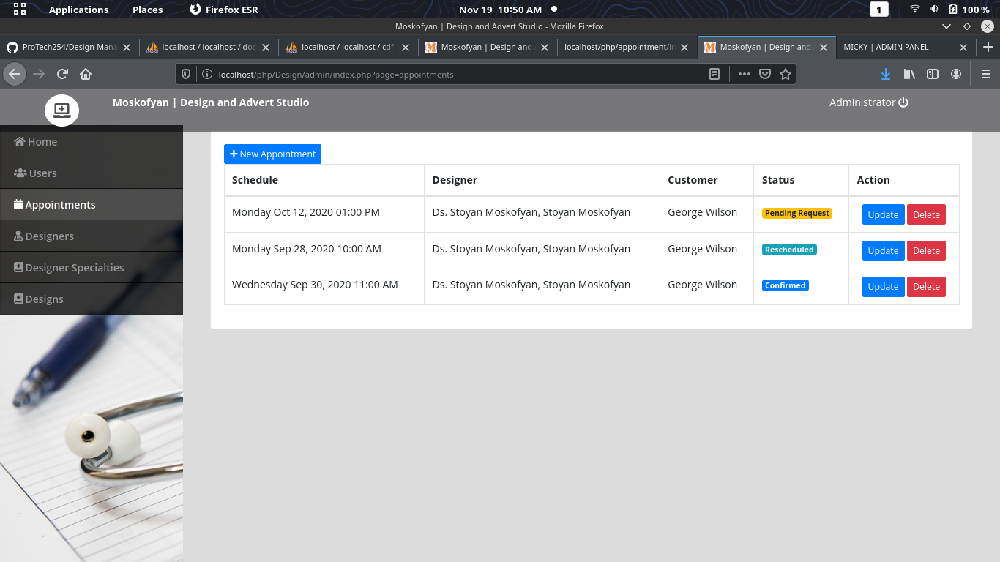 Applications Places Firefox ESR Nov 19 10:50 AM 1 100 %
Moskofyan | Design and Advert Studio - Mozilla Firefox
ProTech254/Design-Mana localhost / localhost / doc localhost / localhost / cdf Moskofyan | Design and A localhost/php/appointment/in Moskofyan | Design and A MICKY | ADMIN PANEL
localhost/php/Design/admin/index.php?page=appointments
Moskofyan | Design and Advert Studio Administrator
Home
Users
Appointments
Designers
Designer Specialties
Designs
New Appointment
Schedule Designer Customer Status Action
Monday Oct 12, 2020 01:00 PM Ds. Stoyan Moskofyan, Stoyan Moskofyan George Wilson Pending Request Update Delete
Monday Sep 28, 2020 10:00 AM Ds. Stoyan Moskofyan, Stoyan Moskofyan George Wilson Rescheduled Update Delete
Wednesday Sep 30, 2020 11:00 AM Ds. Stoyan Moskofyan, Stoyan Moskofyan George Wilson Confirmed Update Delete